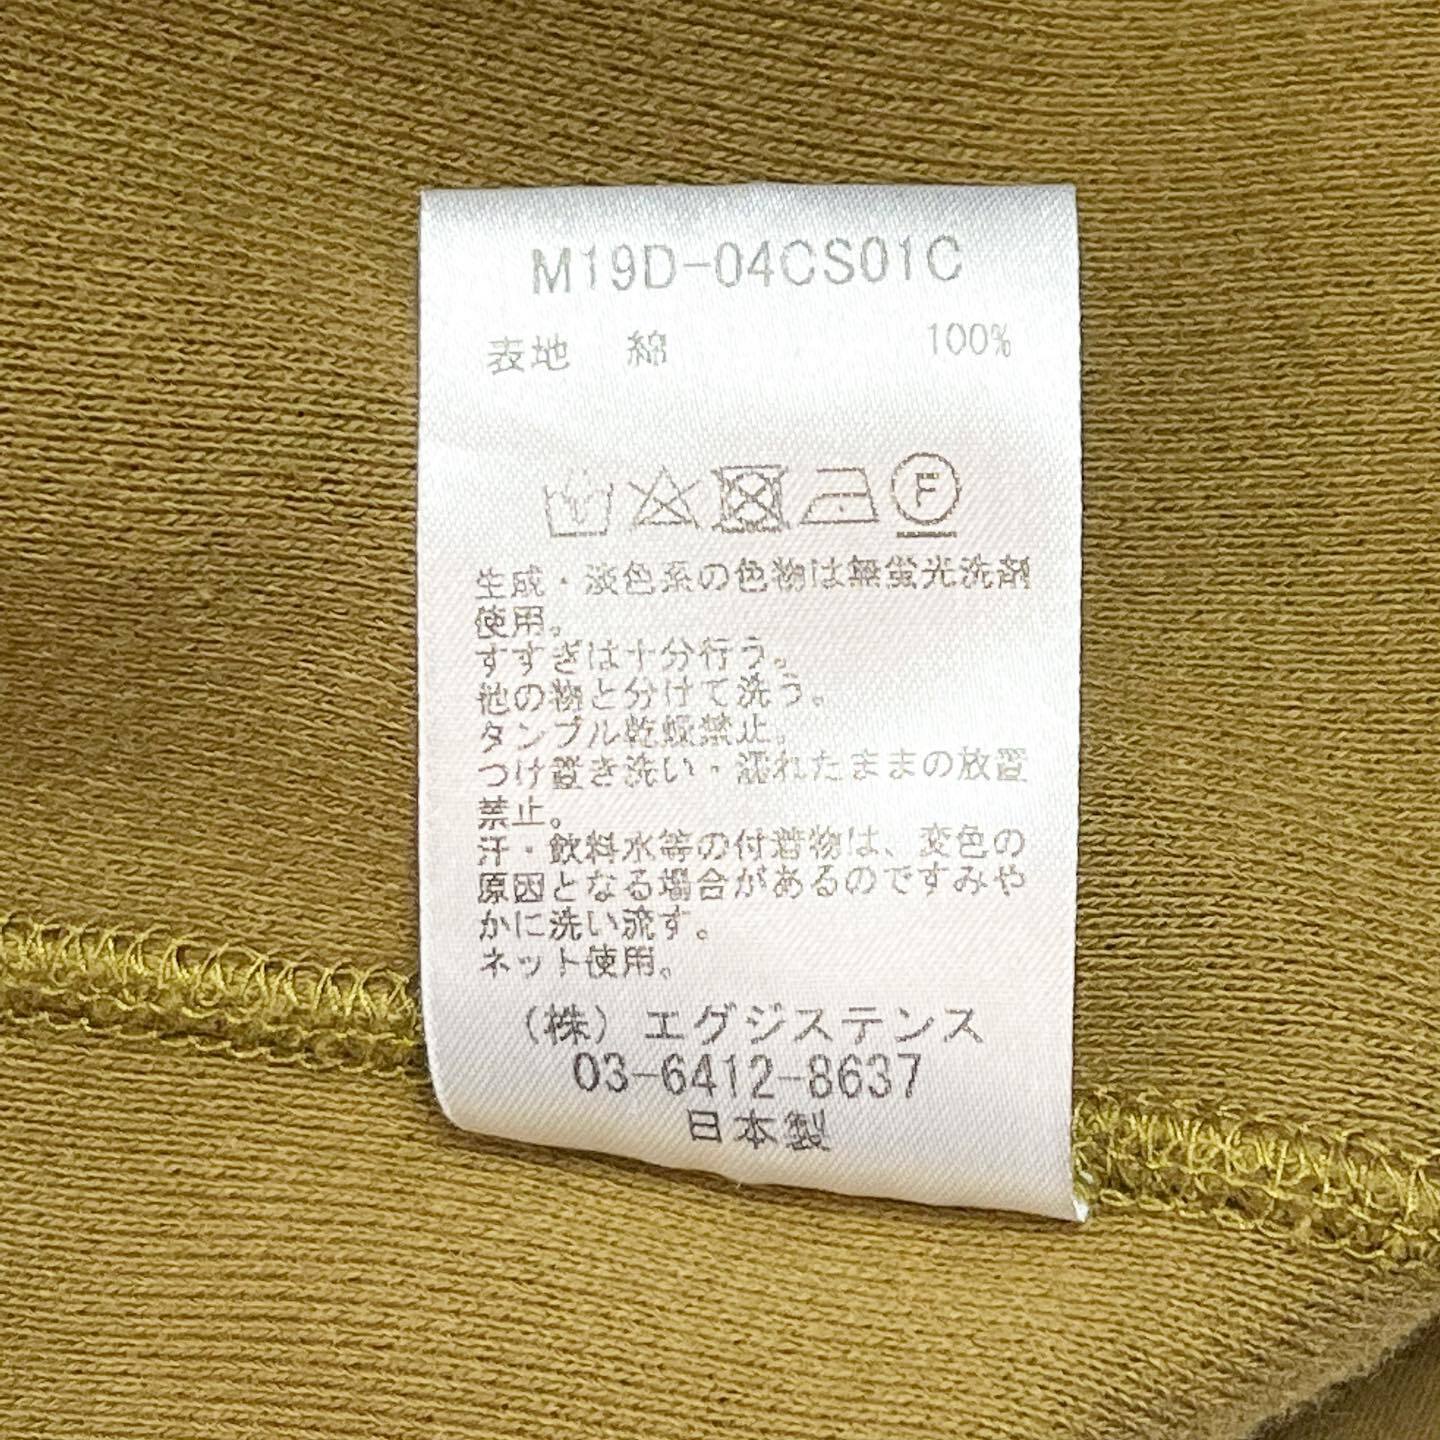 M19D-04CS01C
表地 綿 100%
F
生成・淡色系の色物は無蛍光洗剤
使用。
すすぎは十分行う。
他の物と分けて洗う。
タンブル乾燥禁止。
つけ置き洗い・濡れたままの放置
禁止。
汗・飲料水等の付着物は、変色の
原因となる場合があるのですみや
かに洗い流す。
ネット使用。
(株)エグジステンス
03-6412-8637
日本製